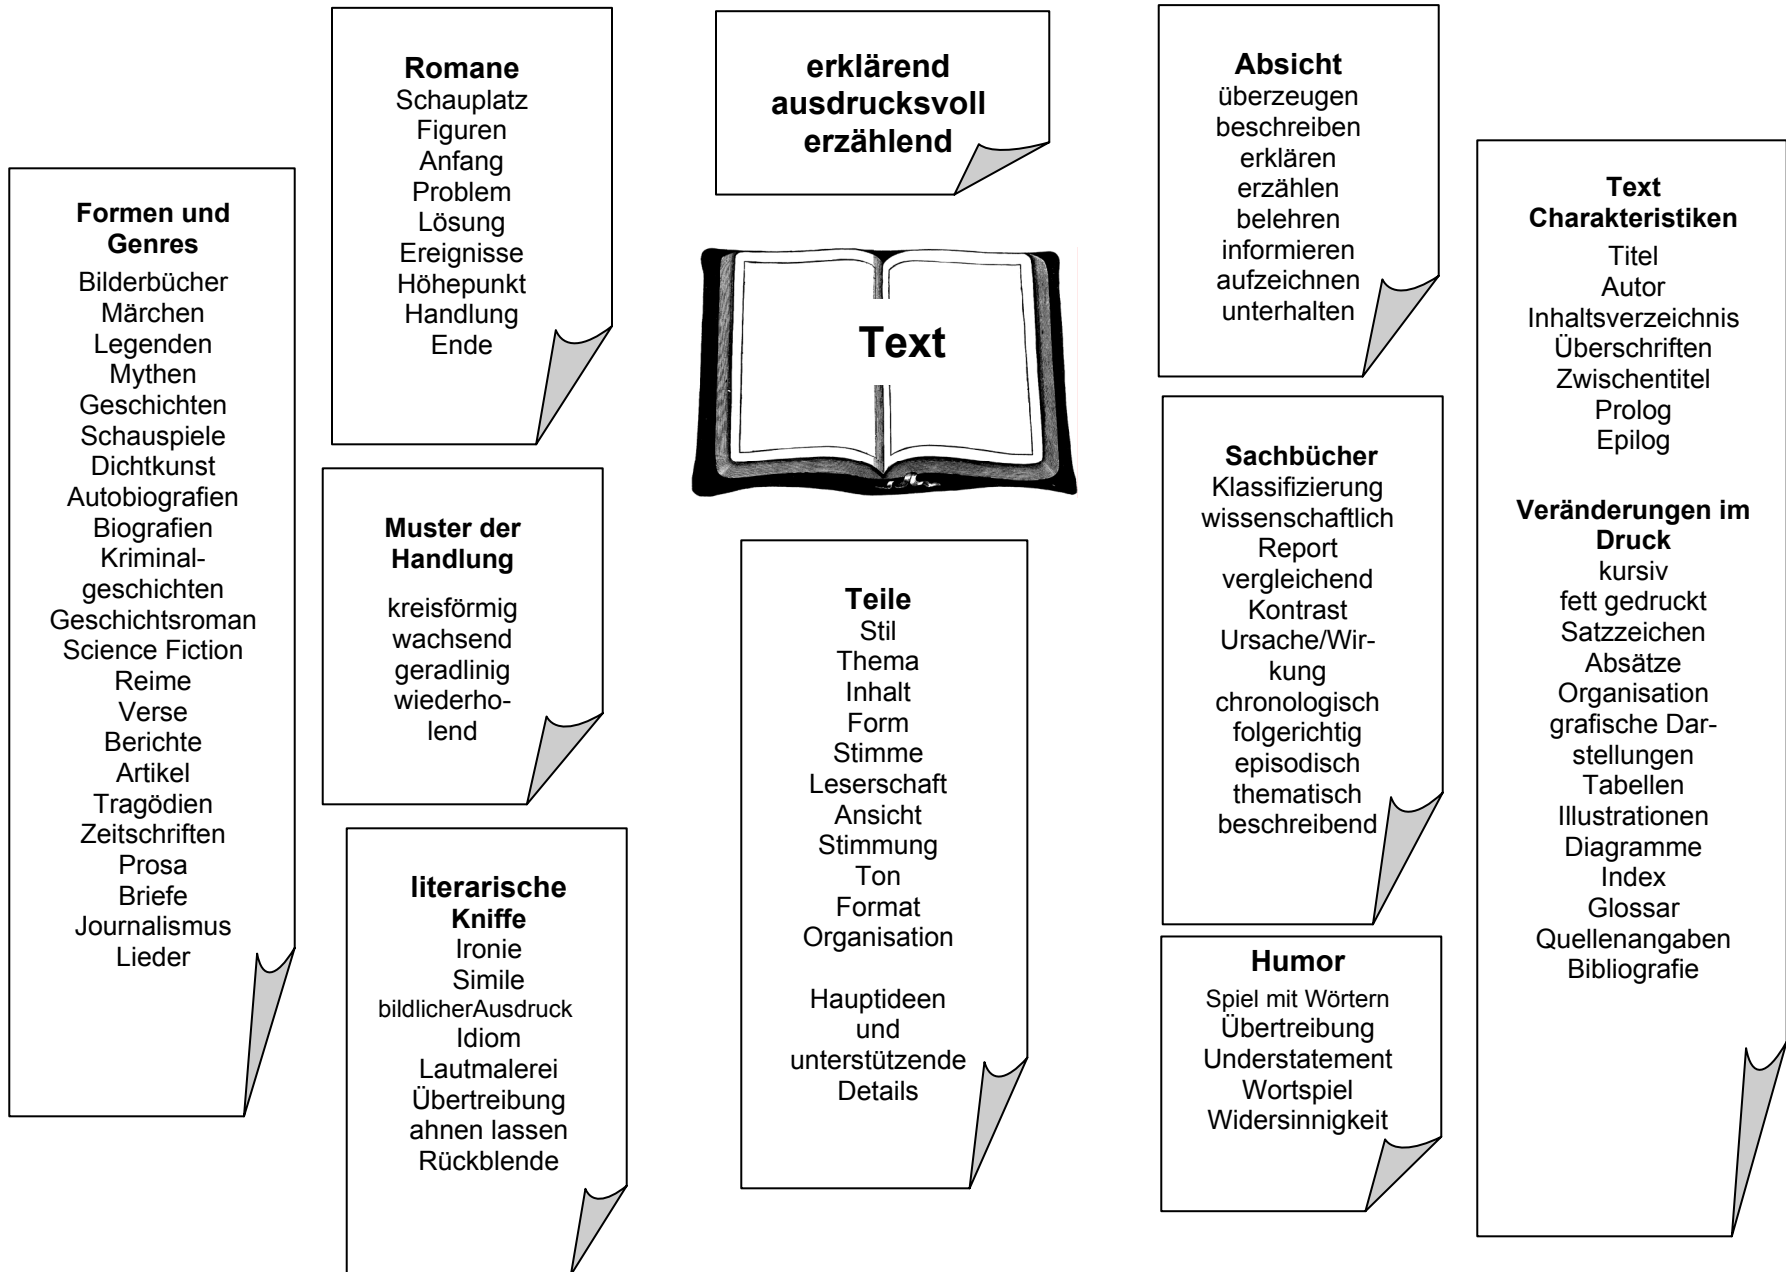 Formen und
Genres
Bilderbücher
Märchen
Legenden
Mythen
Geschichten
Schauspiele
Dichtkunst
Autobiografien
Biografien
Kriminal-
geschichten
Geschichtsroman
Science Fiction
Reime
Verse
Berichte
Artikel
Tragödien
Zeitschriften
Prosa
Briefe
Journalismus
Lieder
Romane
Schauplatz
Figuren
Anfang
Problem
Lösung
Ereignisse
Höhepunkt
Handlung
Ende
Muster der
Handlung
kreisförmig
wachsend
geradlinig
wiederho-
lend
literarische
Kniffe
Ironie
Simile
bildlicherAusdruck
Idiom
Lautmalerei
Übertreibung
ahnen lassen
Rückblende
erklärend
ausdrucksvoll
erzählend
Text
Teile
Stil
Thema
Inhalt
Form
Stimme
Leserschaft
Ansicht
Stimmung
Ton
Format
Organisation
Hauptideen
und
unterstützende
Details
Absicht
überzeugen
beschreiben
erklären
erzählen
belehren
informieren
aufzeichnen
unterhalten
Sachbücher
Klassifizierung
wissenschaftlich
Report
vergleichend
Kontrast
Ursache/Wir-
kung
chronologisch
folgerichtig
episodisch
thematisch
beschreibend
Humor
Spiel mit Wörtern
Übertreibung
Understatement
Wortspiel
Widersinnigkeit
Text
Charakteristiken
Titel
Autor
Inhaltsverzeichnis
Überschriften
Zwischentitel
Prolog
Epilog
Veränderungen im
Druck
kursiv
fett gedruckt
Satzzeichen
Absätze
Organisation
grafische Dar-
stellungen
Tabellen
Illustrationen
Diagramme
Index
Glossar
Quellenangaben
Bibliografie